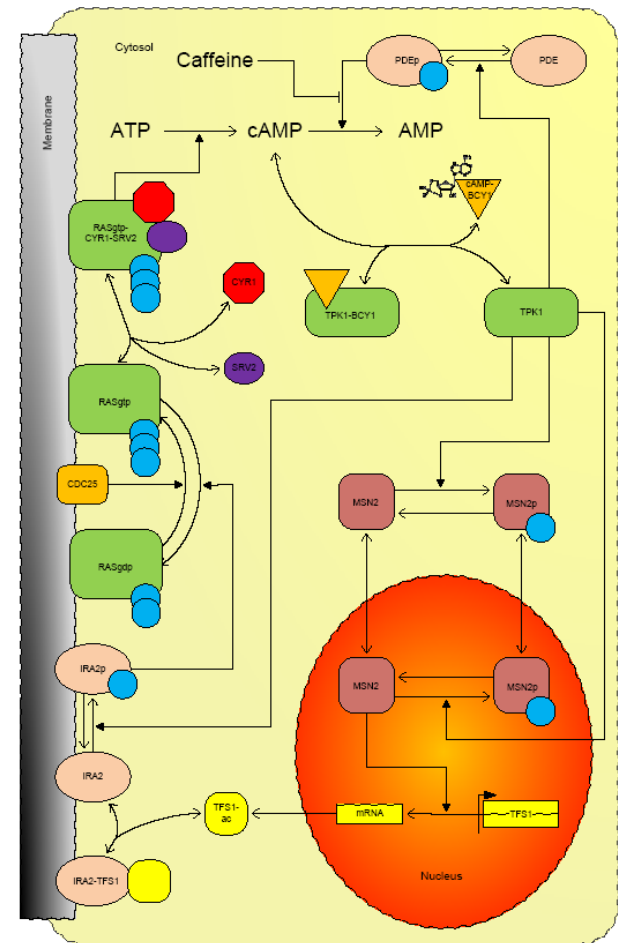 Membrane
Cytosol
Caffeine
PDEp
PDE
ATP
cAMP
AMP
cAMP-
BCY1
RASgtp-
CYR1-SRV2
CYR1
TPK1-BCY1
TPK1
SRV2
RASgtp
CDC25
MSN2
MSN2p
RASgdp
IRA2p
MSN2
MSN2p
IRA2
TFS1-
ac
mRNA
TFS1
IRA2-TFS1
Nucleus